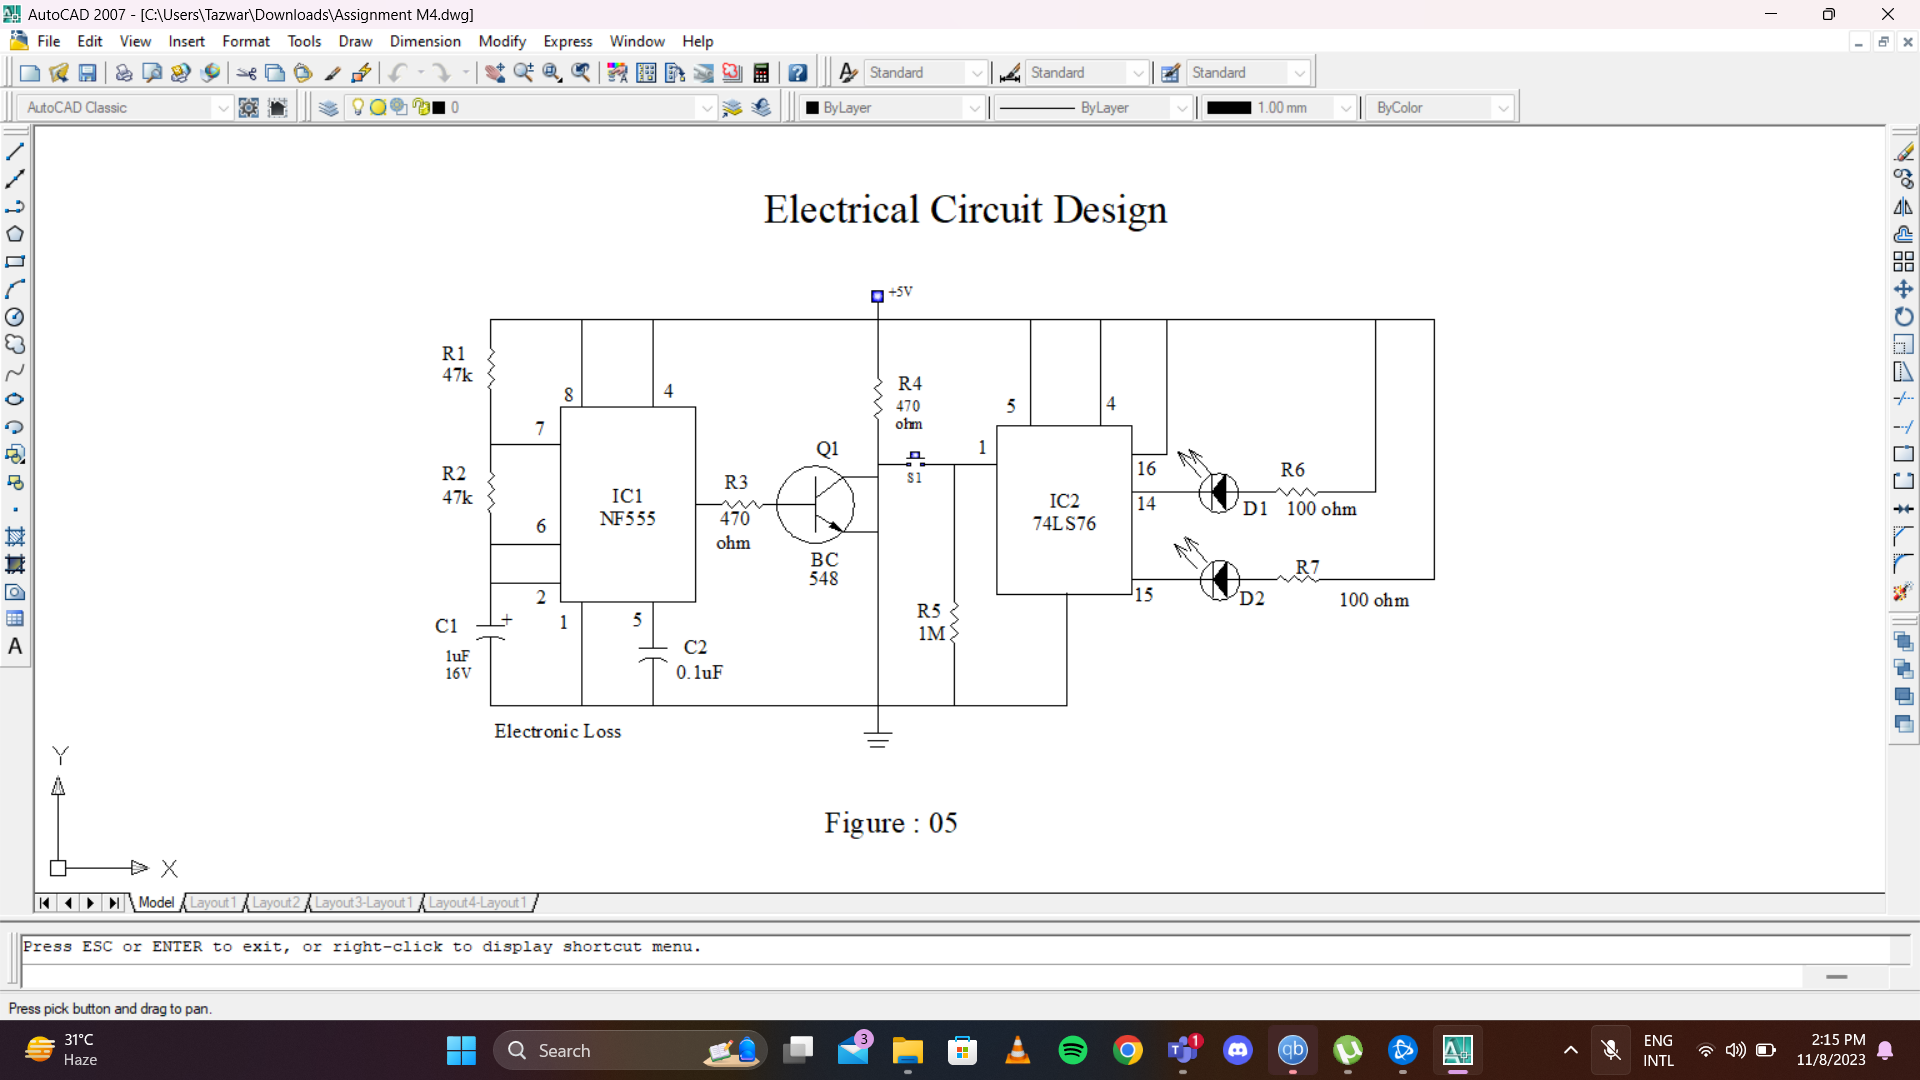 AutoCAD 2007 - [C:\Users\Tazwar\Downloads\Assignment M4.dwg]
File Edit View Insert Format Tools Draw Dimension Modify Express Window Help
Standard Standard Standard
AutoCAD Classic 0 ByLayer ByLayer 1.00 mm ByColor
Electrical Circuit Design
+5V
R1
47k
8
4
R4
470
ohm
5
4
7
Q1
1
R2
47k
R3
470
ohm
S1
16
R6
IC1
NF555
IC2
74LS76
14
D1 100 ohm
6
BC
548
R7
2
15
D2
100 ohm
R5
1M
C1
+
1
5
1uF
16V
C2
0.1uF
Electronic Loss
Y
X
Figure : 05
Model Layout1 Layout2 Layout3-Layout1 Layout4-Layout1
Press ESC or ENTER to exit, or right-click to display shortcut menu.
Press pick button and drag to pan.
31°C
Haze
Search
3
1
qb
ENG
INTL
2:15 PM
11/8/2023
A